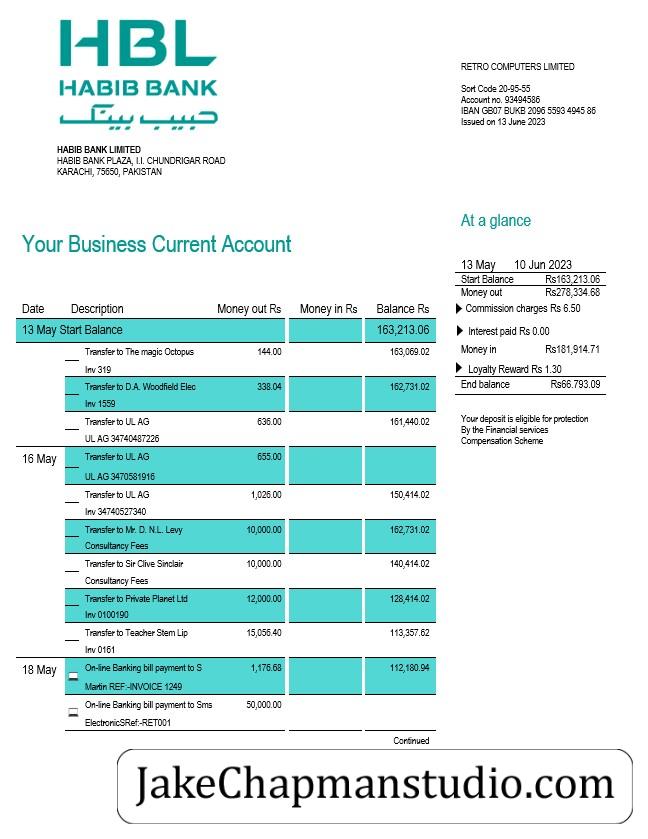 HBL
HABIB BANK
حبیب بینک
HABIB BANK LIMITED
HABIB BANK PLAZA, I.I. CHUNDRIGAR ROAD
KARACHI, 75650, PAKISTAN
RETRO COMPUTERS LIMITED
Sort Code 20-95-55
Account no. 93494586
IBAN GB07 BUKB 2096 5593 4945 86
Issued on 13 June 2023
At a glance
13 May 10 Jun 2023
Start Balance Rs163,213.06
Money out Rs278,334.68
Commission charges Rs 6.50
Interest paid Rs 0.00
Money in Rs181,914.71
Loyalty Reward Rs 1.30
End balance Rs66.793.09
Your deposit is eligible for protection
By the Financial services
Compensation Scheme
Your Business Current Account
Date Description Money out Rs Money in Rs Balance Rs
13 May Start Balance 163,213.06
Transfer to The magic Octopus 144.00 163,069.02
Inv 319
Transfer to D.A. Woodfield Elec 338.04 162,731.02
Inv 1559
Transfer to UL AG 636.00 161,440.02
UL AG 34740487226
16 May Transfer to UL AG 655.00
UL AG 3470581916
Transfer to UL AG 1,026.00 150,414.02
Inv 34740527340
Transfer to Mr. D. N.L. Levy 10,000.00 162,731.02
Consultancy Fees
Transfer to Sir Clive Sinclair 10,000.00 140,414.02
Consultancy Fees
Transfer to Private Planet Ltd 12,000.00 128,414.02
Inv 0100190
Transfer to Teacher Stem Lip 15,056.40 113,357.62
Inv 0161
18 May On-line Banking bill payment to S 1,176.68 112,180.94
Martin REF:-INVOICE 1249
On-line Banking bill payment to Sms 50,000.00
ElectronicSRef:-RET001
Continued
JakeChapmanstudio.com